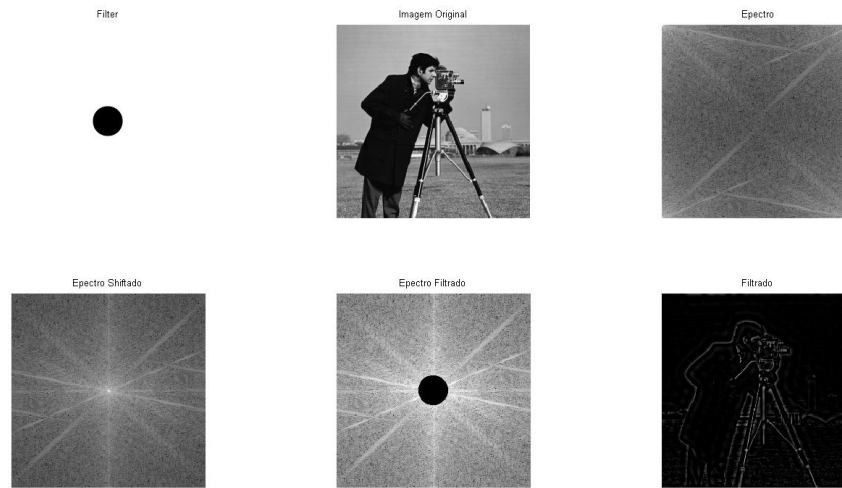 Filter
Imagem Original
Epectro
Epectro Shiftado
Epectro Filtrado
Filtrado